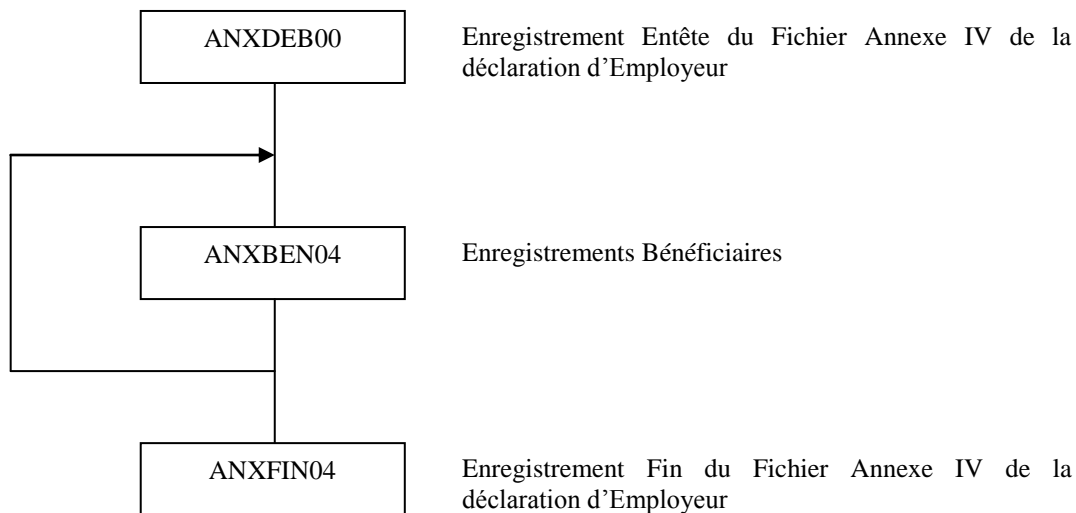 ANXDEB00
Enregistrement Entête du Fichier Annexe IV de la
déclaration d’Employeur
ANXBEN04
Enregistrements Bénéficiaires
ANXFIN04
Enregistrement Fin du Fichier Annexe IV de la
déclaration d’Employeur